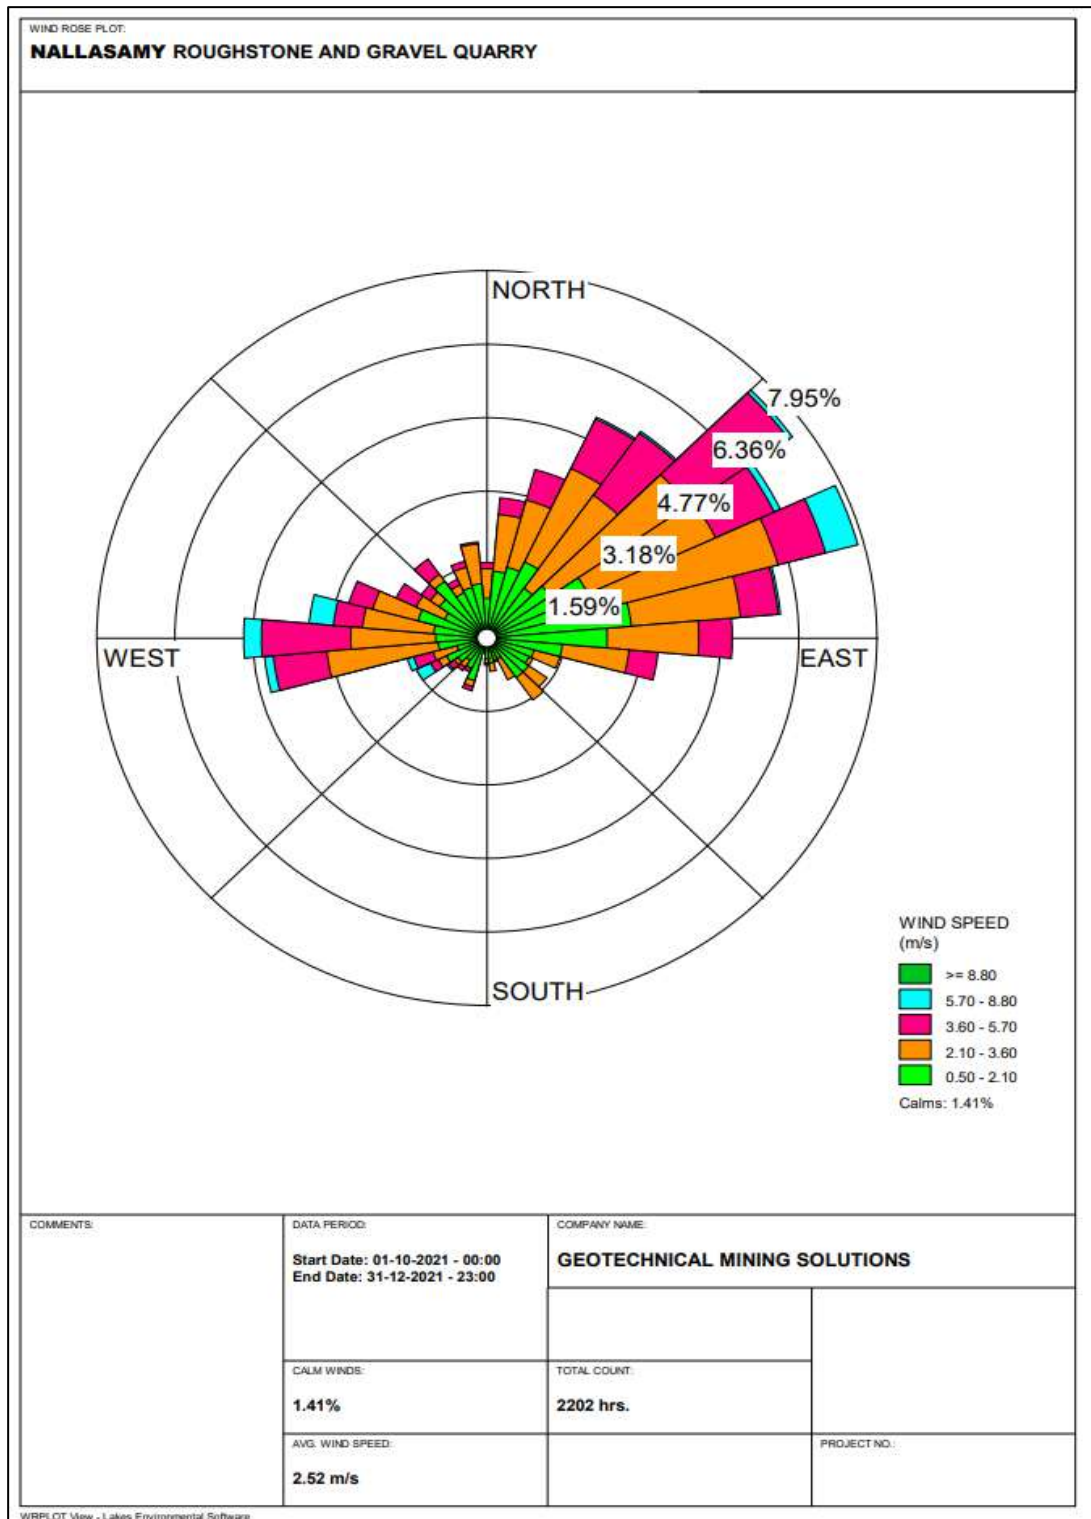 WIND ROSE PLOT:
NALLASAMY ROUGHSTONE AND GRAVEL QUARRY
NORTH
7.95%
6.36%
4.77%
3.18%
1.59%
WEST
EAST
SOUTH
WIND SPEED
(m/s)
>= 8.80
5.70 - 8.80
3.60 - 5.70
2.10 - 3.60
0.50 - 2.10
Calms: 1.41%
COMMENTS:
DATA PERIOD:
Start Date: 01-10-2021 - 00:00
End Date: 31-12-2021 - 23:00
COMPANY NAME:
GEOTECHNICAL MINING SOLUTIONS
CALM WINDS:
1.41%
TOTAL COUNT:
2202 hrs.
AVG. WIND SPEED:
2.52 m/s
PROJECT NO.:
WRPLOT View - Lakes Environmental Software